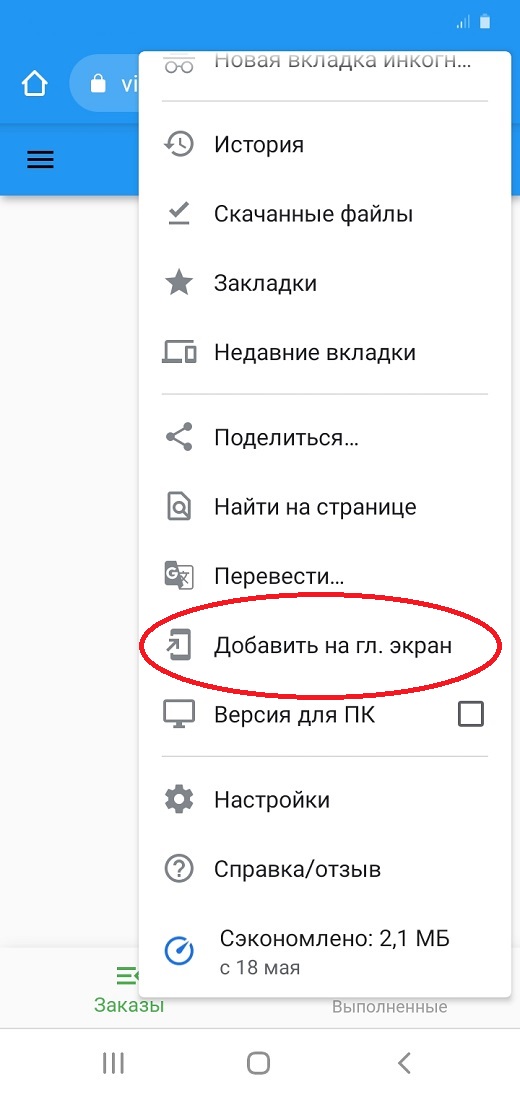 vi
Новая вкладка инкогн...
История
Скачанные файлы
Закладки
Недавние вкладки
Поделиться...
Найти на странице
Перевести...
Добавить на гл. экран
Версия для ПК
Настройки
Справка/отзыв
Сэкономлено: 2,1 МБ
с 18 мая
Заказы
Выполненные